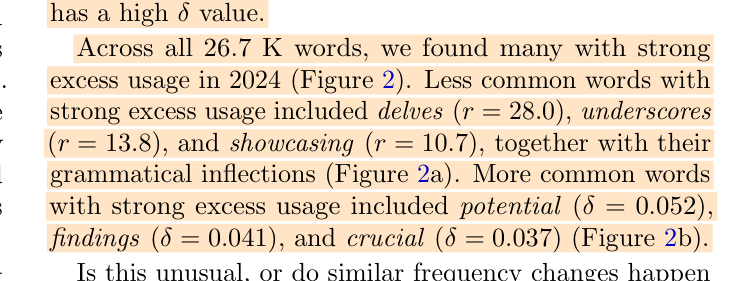 has a high δ value.
Across all 26.7 K words, we found many with strong
excess usage in 2024 (Figure 2). Less common words with
strong excess usage included delves (r = 28.0), underscores
(r = 13.8), and showcasing (r = 10.7), together with their
grammatical inflections (Figure 2a). More common words
with strong excess usage included potential (δ = 0.052),
findings (δ = 0.041), and crucial (δ = 0.037) (Figure 2b).
Is this unusual, or do similar frequency changes happen